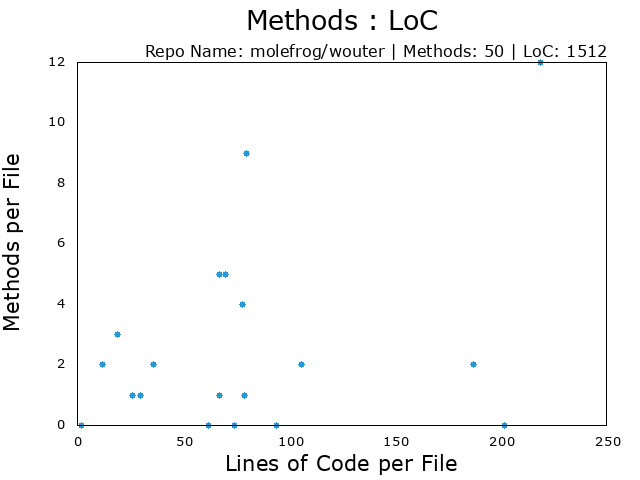 Methods : LoC
Repo Name: molefrog/wouter | Methods: 50 | LoC: 1512
12
10
8
6
4
2
0
Methods per File
0 50 100 150 200 250
Lines of Code per File